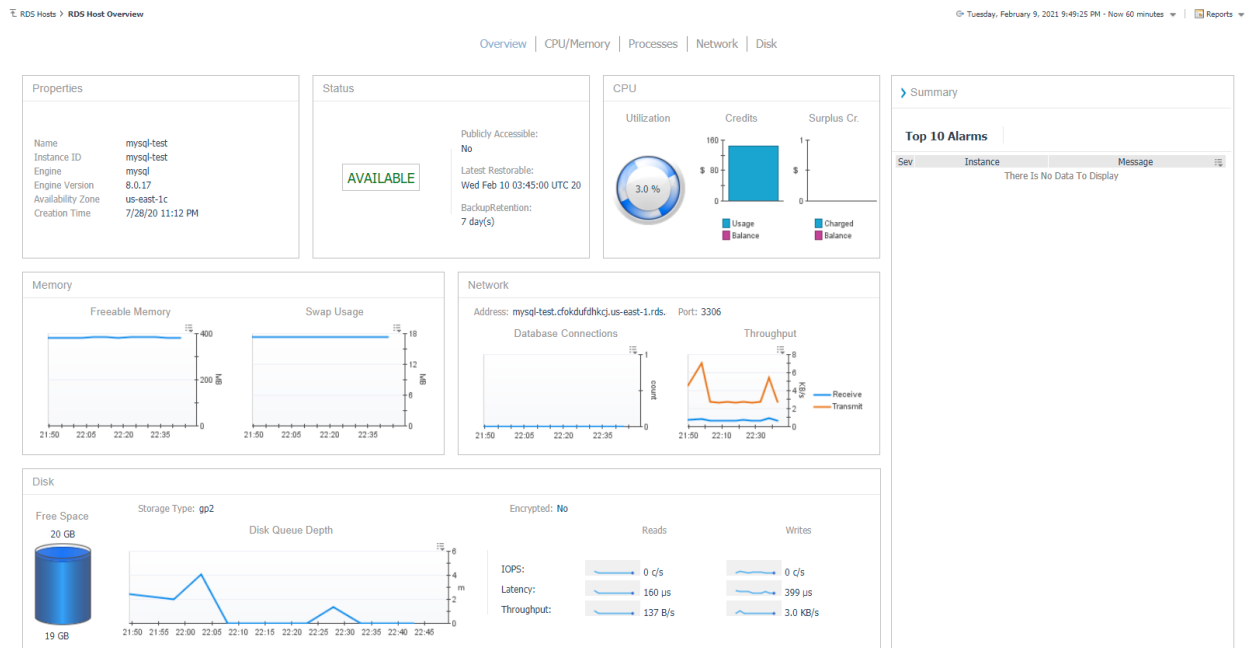 RDS Hosts > RDS Host Overview
Tuesday, February 9, 2021 9:49:25 PM - Now 60 minutes
Reports
Overview CPU/Memory Processes Network Disk
Properties
Name mysql-test
Instance ID mysql-test
Engine mysql
Engine Version 8.0.17
Availability Zone us-east-1c
Creation Time 7/28/20 11:12 PM
Status
AVAILABLE
Publicly Accessible:
No
Latest Restorable:
Wed Feb 10 03:45:00 UTC 20
BackupRetention:
7 day(s)
CPU
Utilization Credits Surplus Cr.
3.0 %
160
$ 80
0
Usage
Balance
1
$
0
Charged
Balance
Summary
Top 10 Alarms
Sev Instance Message
There Is No Data To Display
Memory
Freeable Memory
400
200 MB
0
21:50 22:05 22:20 22:35
Swap Usage
18
12
MB
6
0
21:50 22:05 22:20 22:35
Network
Address: mysql-test.cfokdufdhkcj.us-east-1.rds. Port: 3306
Database Connections
1
count
0
21:50 22:05 22:20 22:35
Throughput
8
6
4 KB/s
2
0
21:50 22:10 22:30
Receive
Transmit
Disk
Free Space
20 GB
19 GB
Storage Type: gp2
Encrypted: No
Disk Queue Depth
6
4
m
2
0
21:50 21:55 22:00 22:05 22:10 22:15 22:20 22:25 22:30 22:35 22:40 22:45
Reads Writes
IOPS: 0 c/s 0 c/s
Latency: 160 µs 399 µs
Throughput: 137 B/s 3.0 KB/s